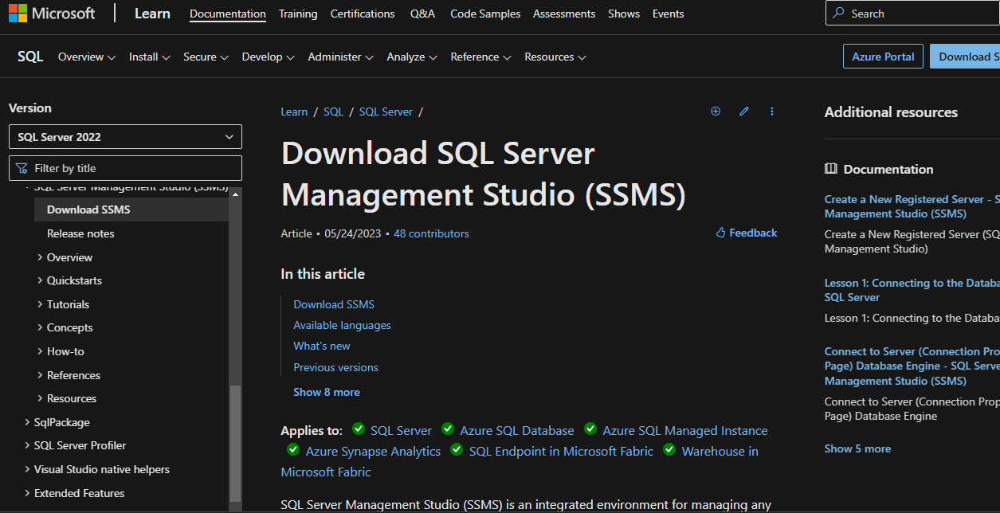 Microsoft
Learn
Documentation Training Certifications Q&A Code Samples Assessments Shows Events
Search
SQL
Overview Install Secure Develop Administer Analyze Reference Resources
Azure Portal
Download S
Version
SQL Server 2022
Filter by title
SQL Server Management Studio (SSMS)
Download SSMS
Release notes
Overview
Quickstarts
Tutorials
Concepts
How-to
References
Resources
SqlPackage
SQL Server Profiler
Visual Studio native helpers
Extended Features
Learn / SQL / SQL Server /
Download SQL Server
Management Studio (SSMS)
Article • 05/24/2023 • 48 contributors
Feedback
In this article
Download SSMS
Available languages
What's new
Previous versions
Show 8 more
Applies to: SQL Server Azure SQL Database Azure SQL Managed Instance
Azure Synapse Analytics SQL Endpoint in Microsoft Fabric Warehouse in
Microsoft Fabric
SQL Server Management Studio (SSMS) is an integrated environment for managing any
Additional resources
Documentation
Create a New Registered Server - S
Management Studio (SSMS)
Create a New Registered Server (SQ
Management Studio)
Lesson 1: Connecting to the Databa
SQL Server
Lesson 1: Connecting to the Databa
Connect to Server (Connection Pro
Page) Database Engine - SQL Serve
Management Studio (SSMS)
Connect to Server (Connection Prop
Page) Database Engine
Show 5 more